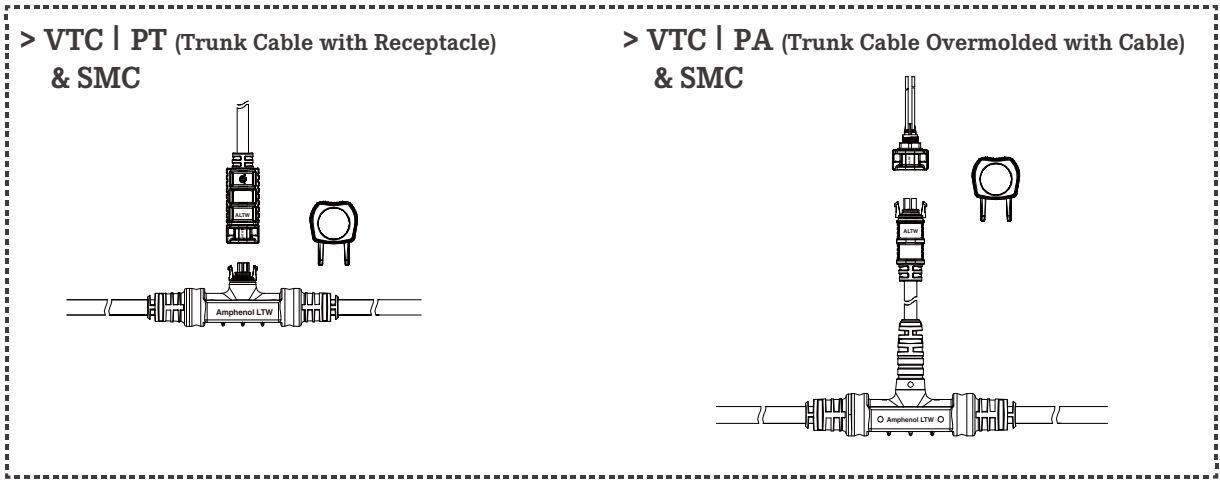 > VTC | PT (Trunk Cable with Receptacle)
& SMC
ALTW
Amphenol LTW
> VTC | PA (Trunk Cable Overmolded with Cable)
& SMC
ALTW
Amphenol LTW